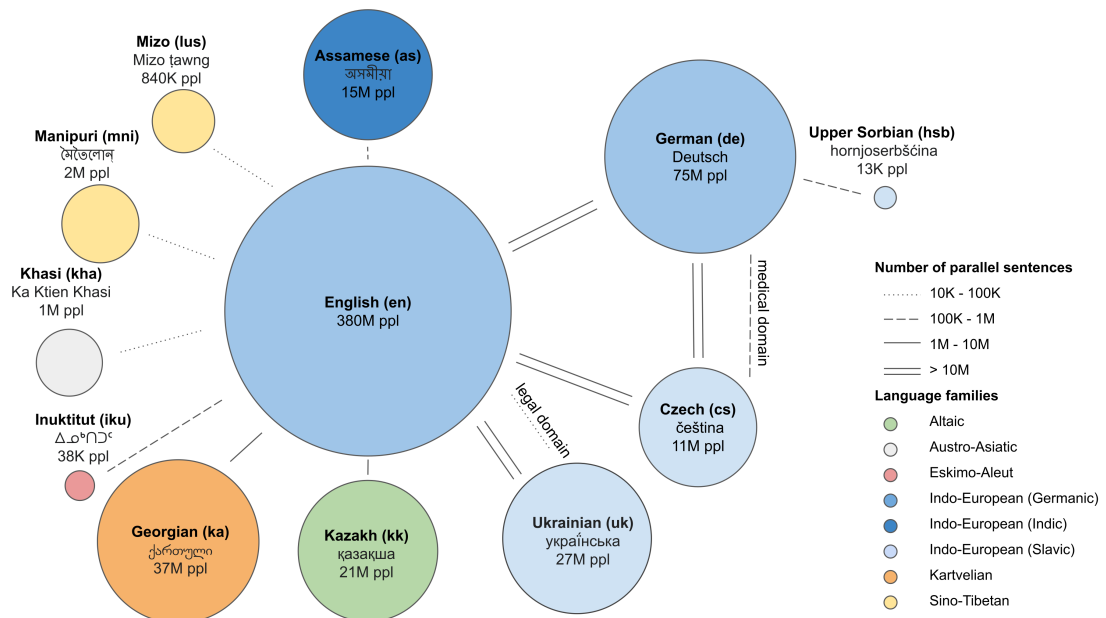 Mizo (lus)
Mizo ṭawng
840K ppl
Assamese (as)
অসমীয়া
15M ppl
Manipuri (mni)
মৈতৈলোন্
2M ppl
German (de)
Deutsch
75M ppl
Upper Sorbian (hsb)
hornjoserbšćina
13K ppl
Khasi (kha)
Ka Ktien Khasi
1M ppl
English (en)
380M ppl
medical domain
Number of parallel sentences
10K - 100K
100K - 1M
1M - 10M
> 10M
Inuktitut (iku)
ᐃᓄᒃᑎᑐᑦ
38K ppl
legal domain
Czech (cs)
čeština
11M ppl
Georgian (ka)
ქართული
37M ppl
Kazakh (kk)
қазақша
21M ppl
Ukrainian (uk)
українська
27M ppl
Language families
Altaic
Austro-Asiatic
Eskimo-Aleut
Indo-European (Germanic)
Indo-European (Indic)
Indo-European (Slavic)
Kartvelian
Sino-Tibetan